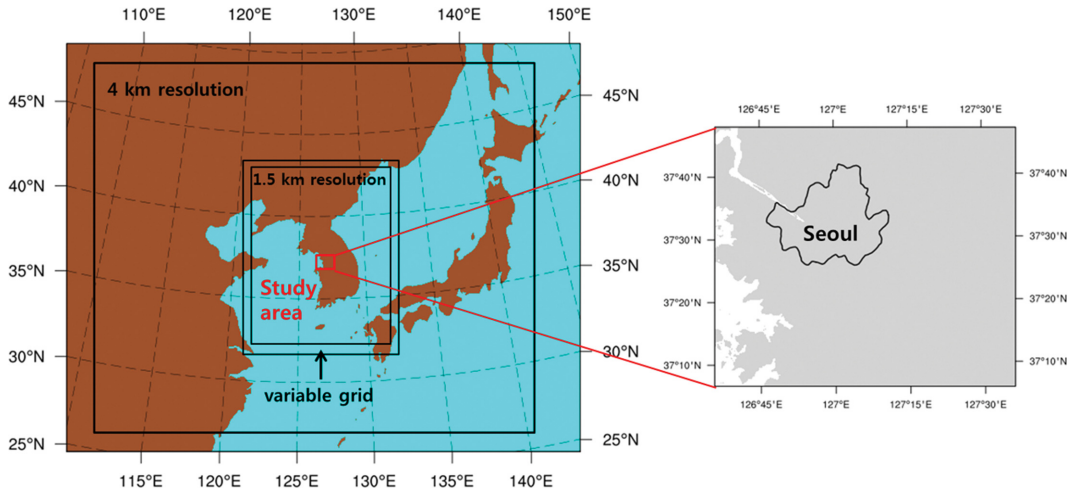 110°E 120°E 130°E 140°E 150°E
45°N
40°N
35°N
30°N
25°N
4 km resolution
1.5 km resolution
Study
area
variable grid
45°N
40°N
35°N
30°N
25°N
115°E 120°E 125°E 130°E 135°E 140°E
126°45'E 127°0'E 127°15'E 127°30'E
37°40'N
37°30'N
37°20'N
37°10'N
Seoul
37°40'N
37°30'N
37°20'N
37°10'N
126°45'E 127°0'E 127°15'E 127°30'E